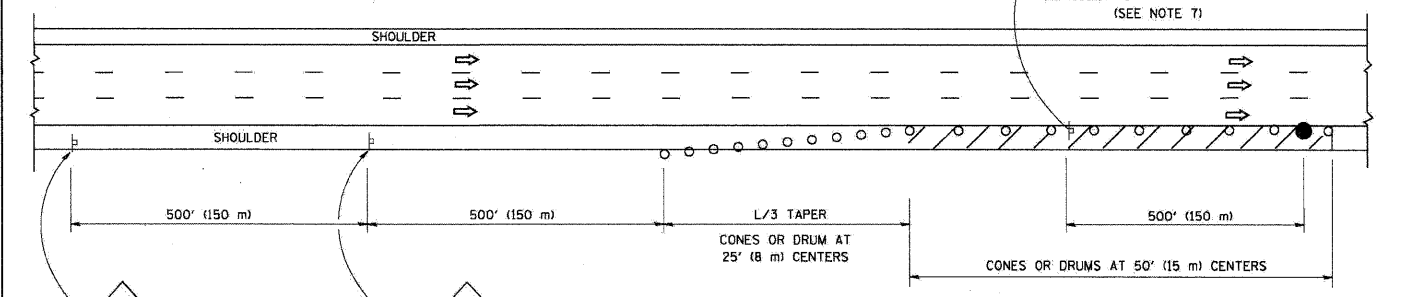 (SEE NOTE 7)
SHOULDER
SHOULDER
500' (150 m)
500' (150 m)
L/3 TAPER
500' (150 m)
CONES OR DRUM AT
25' (8 m) CENTERS
CONES OR DRUMS AT 50' (15 m) CENTERS